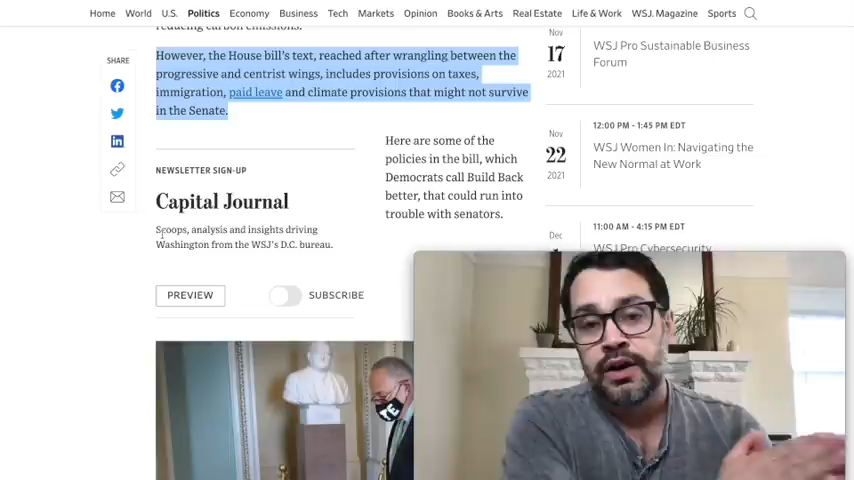 Home World U.S. Politics Economy Business Tech Markets Opinion Books & Arts Real Estate Life & Work WSJ. Magazine Sports
reducing carbon emissions.
SHARE
However, the House bill's text, reached after wrangling between the
progressive and centrist wings, includes provisions on taxes,
immigration, paid leave and climate provisions that might not survive
in the Senate.
Here are some of the
policies in the bill, which
Democrats call Build Back
better, that could run into
trouble with senators.
NEWSLETTER SIGN-UP
Capital Journal
Scoops, analysis and insights driving
Washington from the WSJ's D.C. bureau.
PREVIEW
SUBSCRIBE
Nov
17
2021
WSJ Pro Sustainable Business
Forum
Nov
22
2021
12:00 PM - 1:45 PM EDT
WSJ Women In: Navigating the
New Normal at Work
Dec
11:00 AM - 4:15 PM EDT
WSJ Pro Cybersecurity